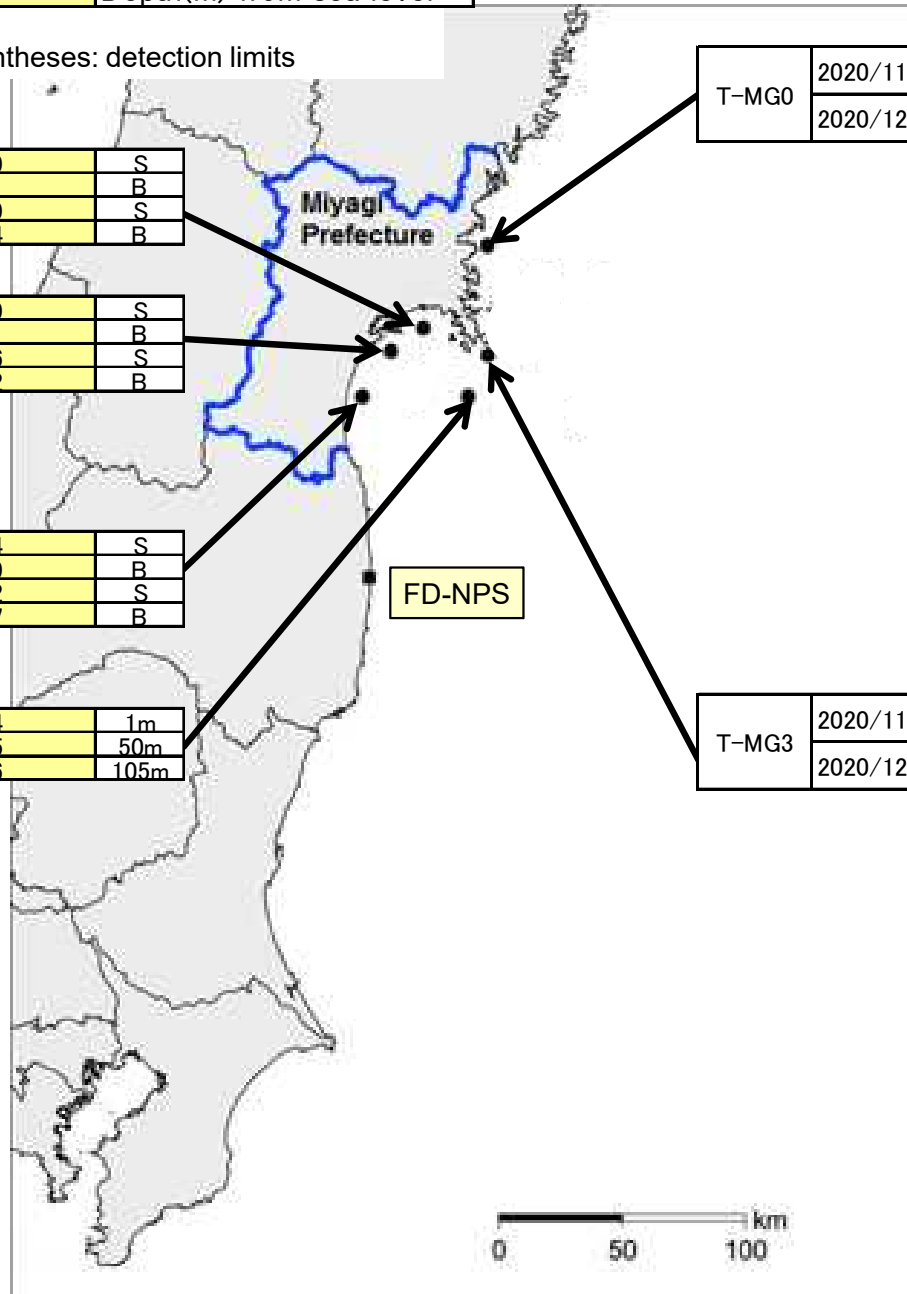 ntheses: detection limits
T-MG0
2020/11
2020/12
S
B
S
B
Miyagi
Prefecture
S
B
S
B
S
B
S
B
FD-NPS
1m
50m
105m
T-MG3
2020/11
2020/12
km
0 50 100